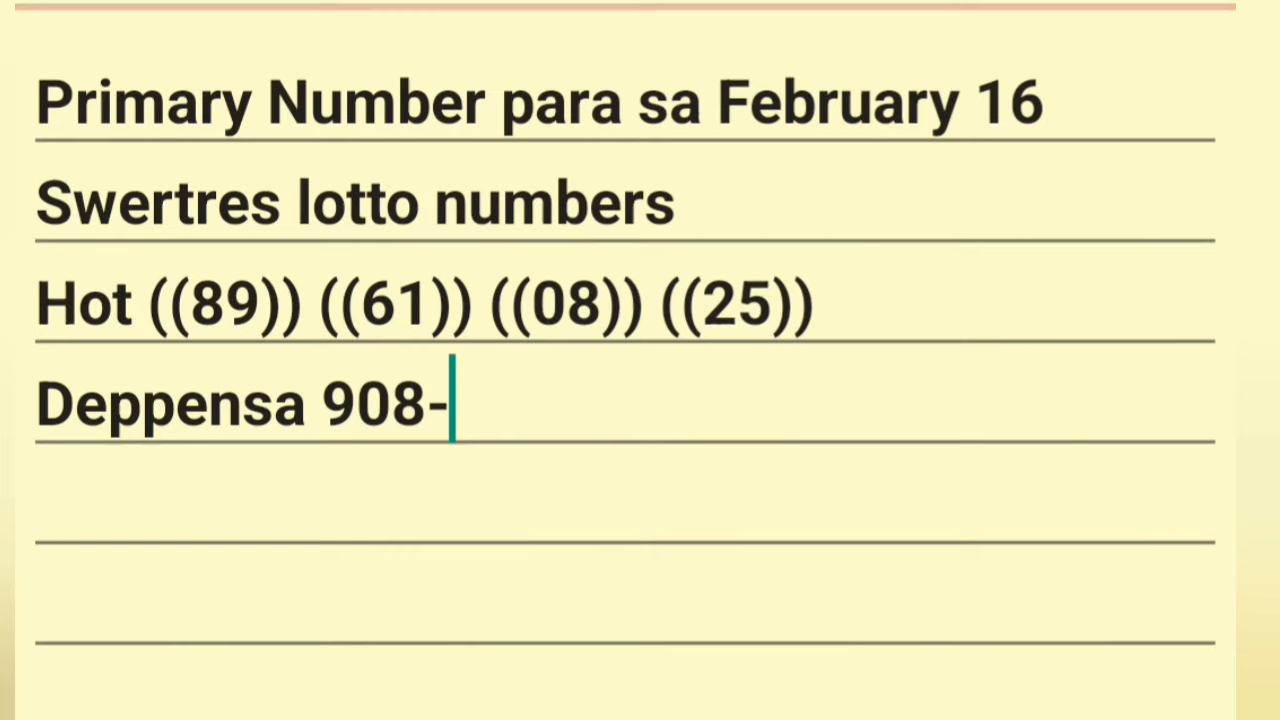 Primary Number para sa February 16
Swertres lotto numbers
Hot ((89)) ((61)) ((08)) ((25))
Deppensa 908-